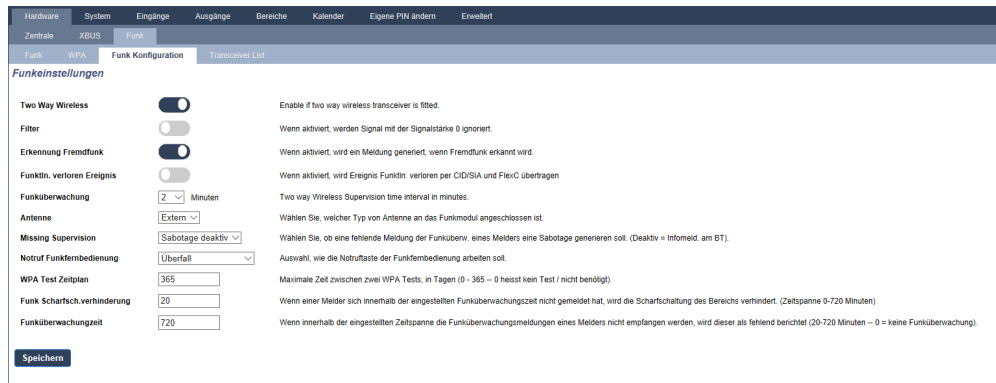 Hardware System Eingänge Ausgänge Bereiche Kalender Eigene PIN ändern Erweitert
Zentrale XBUS Funk
Funk WPA Funk Konfiguration Transceiver List
Funkeinstellungen
Two Way Wireless Enable if two way wireless transceiver is fitted.
Filter Wenn aktiviert, werden Signal mit der Signalstärke 0 ignoriert.
Erkennung Fremdfunk Wenn aktiviert, wird ein Meldung generiert, wenn Fremdfunk erkannt wird.
Funktln. verloren Ereignis Wenn aktiviert, wird Ereignis Funktln. verloren per CID/SIA und FlexC übertragen
Funküberwachung 2 Minuten Two way Wireless Supervision time interval in minutes.
Antenne Extern Wählen Sie, welcher Typ von Antenne an das Funkmodul angeschlossen ist.
Missing Supervision Sabotage deaktiv Wählen Sie, ob eine fehlende Meldung der Funküberw. eines Melders eine Sabotage generieren soll. (Deaktiv = Infomeld. am BT).
Notruf Funkfernbedienung Überfall Auswahl, wie die Notruftaste der Funkfernbedienung arbeiten soll.
WPA Test Zeitplan 365 Maximale Zeit zwischen zwei WPA Tests, in Tagen (0 - 365 -- 0 heisst kein Test / nicht benötigt).
Funk Scharfsch.verhinderung 20 Wenn einer Melder sich innerhalb der eingestellten Funküberwachungszeit nicht gemeldet hat, wird die Scharfschaltung des Bereichs verhindert. (Zeitspanne 0-720 Minuten)
Funküberwachungzeit 720 Wenn innerhalb der eingestellten Zeitspanne die Funküberwachungsmeldungen eines Melders nicht empfangen werden, wird dieser als fehlend berichtet (20-720 Minuten -- 0 = keine Funküberwachung).
Speichern